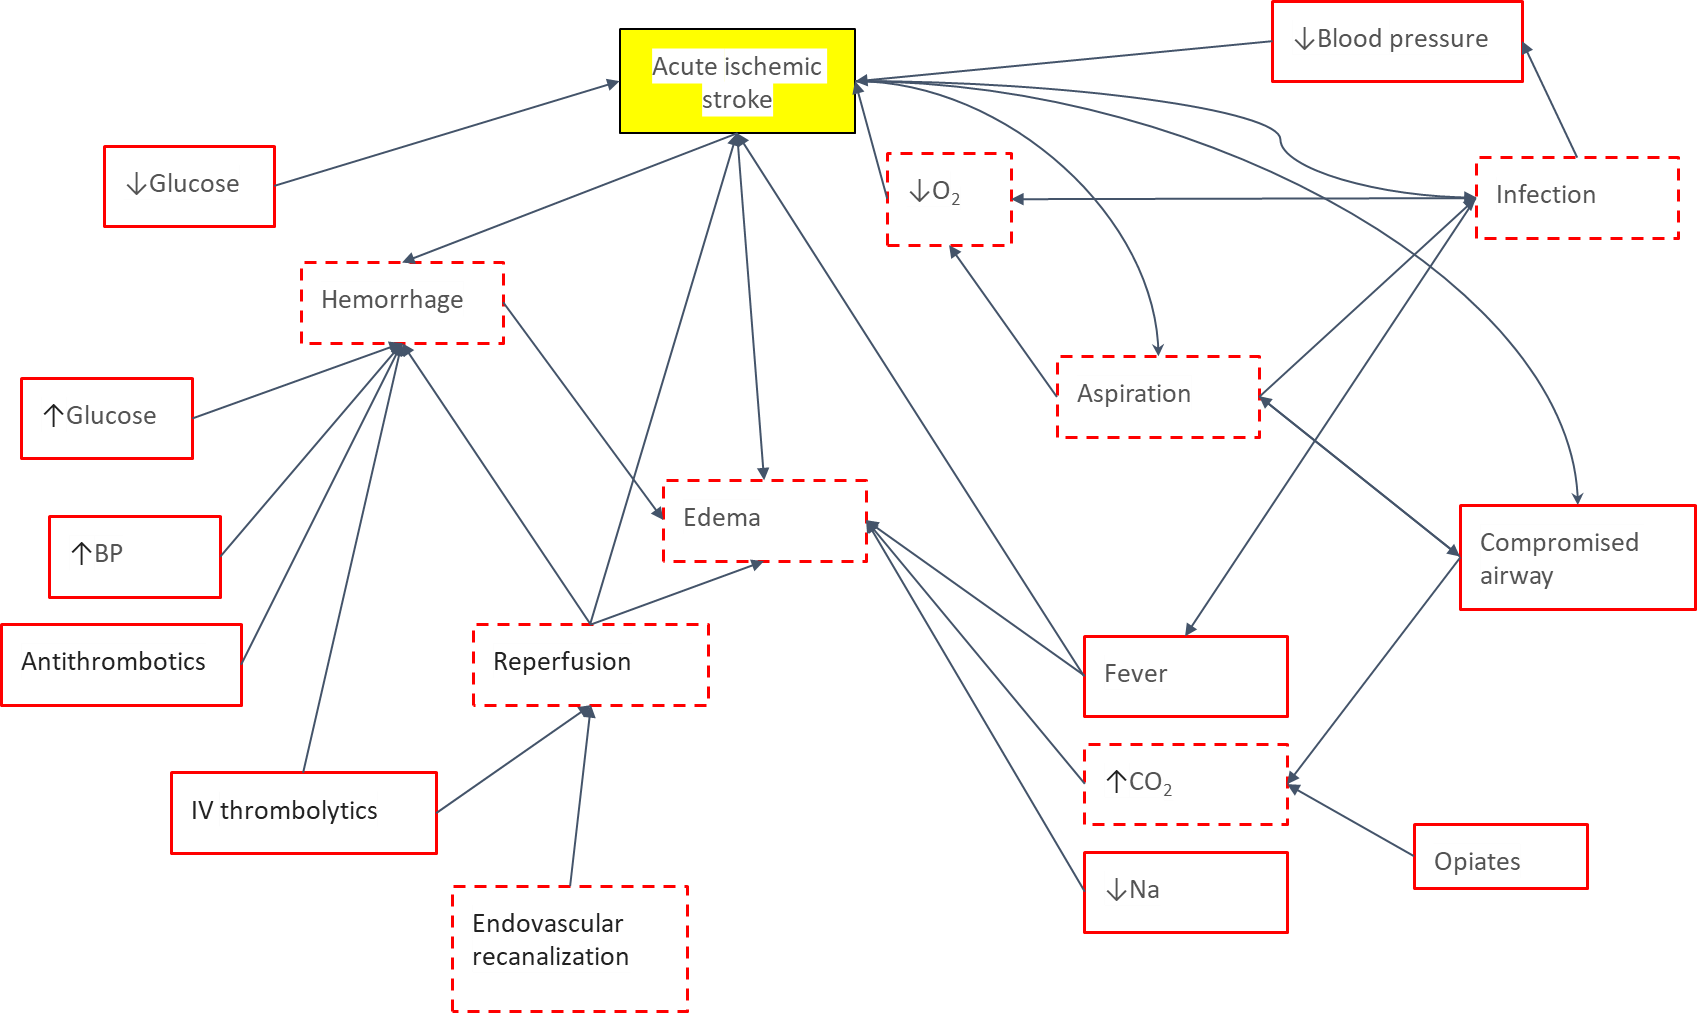 Acute ischemic
stroke
↓Blood pressure
↓Glucose
↓O₂
Infection
Hemorrhage
Aspiration
↑Glucose
Edema
↑BP
Compromised
airway
Antithrombotics
Reperfusion
Fever
IV thrombolytics
↑CO₂
Opiates
↓Na
Endovascular
recanalization